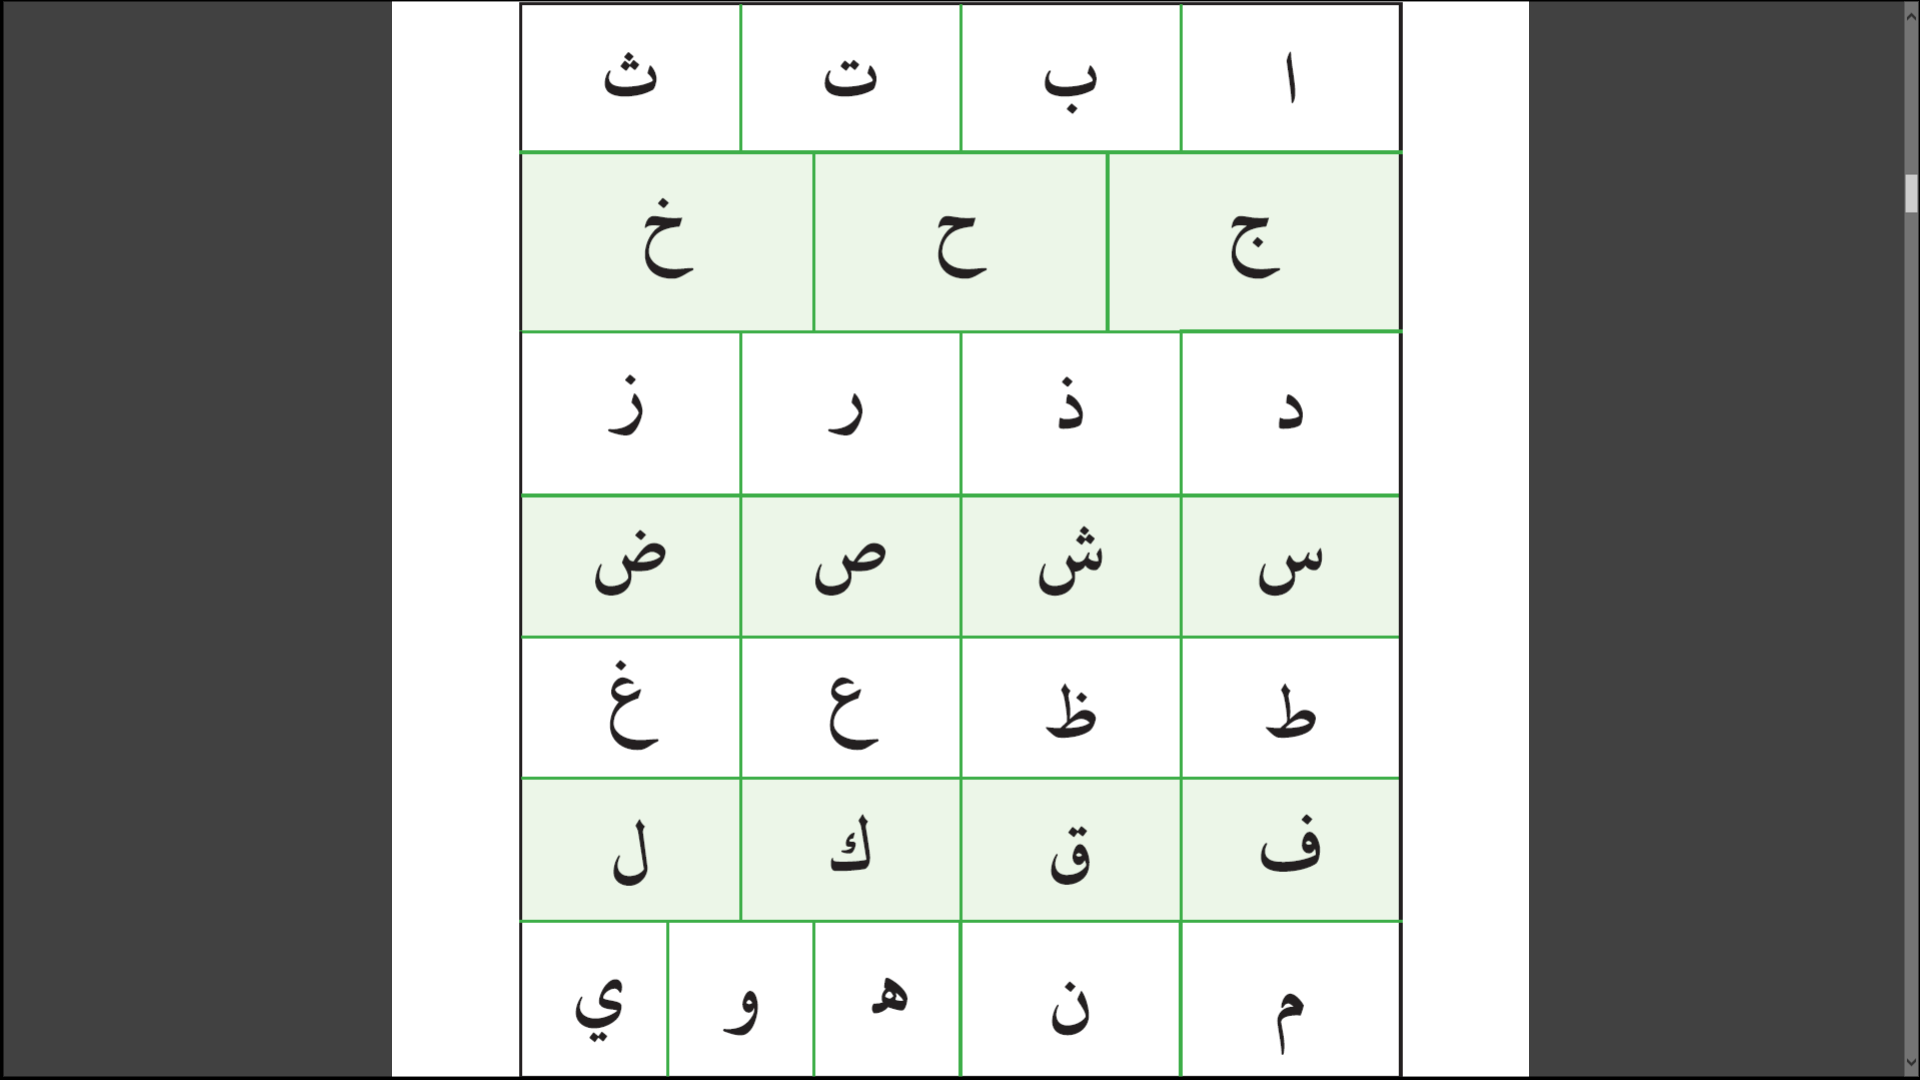 ا ب ت ث
ج ح خ
د ذ ر ز
س ش ص ض
ط ظ ع غ
ف ق ك ل
م ن ه و ي